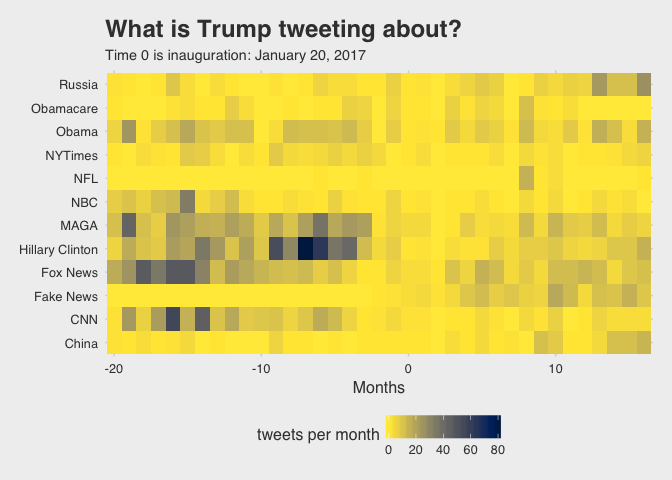 What is Trump tweeting about?
Time 0 is inauguration: January 20, 2017
Russia
Obamacare
Obama
NYTimes
NFL
NBC
MAGA
Hillary Clinton
Fox News
Fake News
CNN
China
-20 -10 0 10
Months
tweets per month
0 20 40 60 80